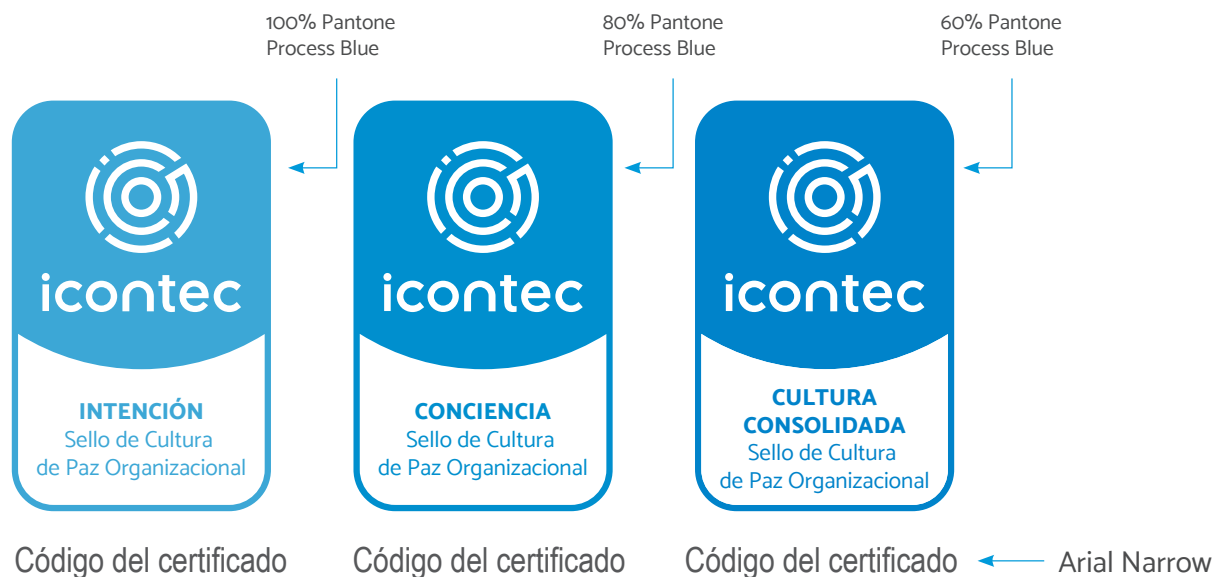 100% Pantone
Process Blue
80% Pantone
Process Blue
60% Pantone
Process Blue
icontec
INTENCIÓN
Sello de Cultura
de Paz Organizacional
icontec
CONCIENCIA
Sello de Cultura
de Paz Organizacional
icontec
CULTURA
CONSOLIDADA
Sello de Cultura
de Paz Organizacional
Código del certificado
Código del certificado
Código del certificado
Arial Narrow